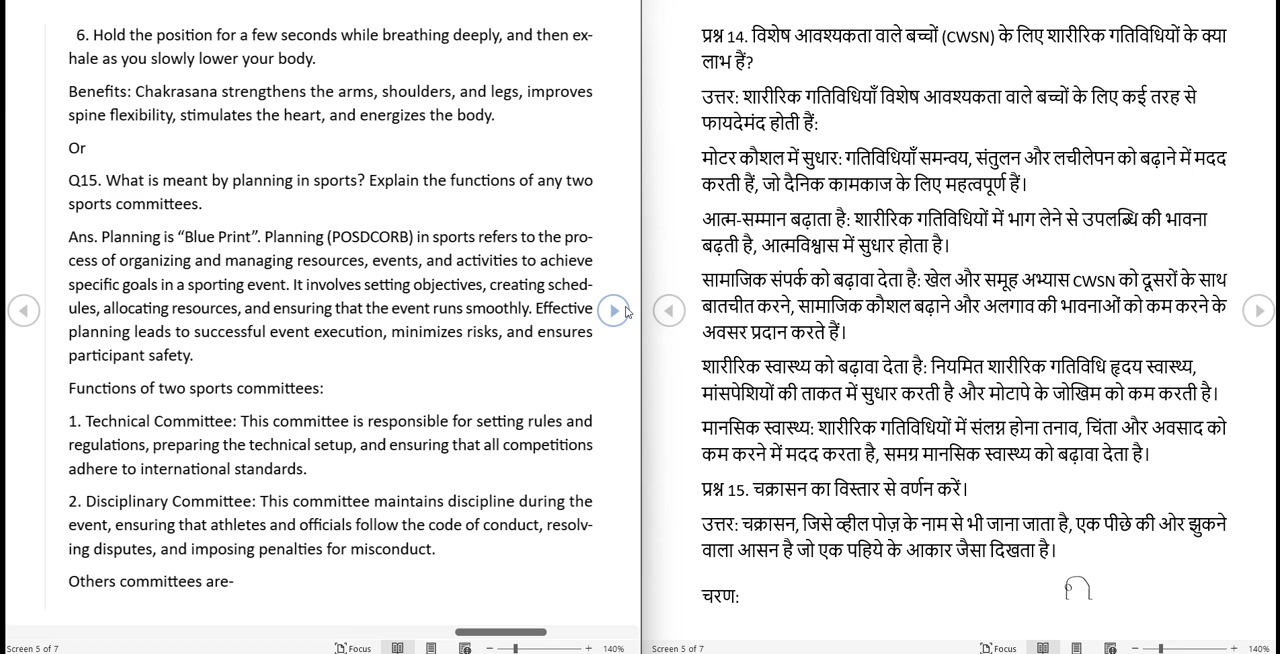 6. Hold the position for a few seconds while breathing deeply, and then ex-
hale as you slowly lower your body.
Benefits: Chakrasana strengthens the arms, shoulders, and legs, improves
spine flexibility, stimulates the heart, and energizes the body.
Or
Q15. What is meant by planning in sports? Explain the functions of any two
sports committees.
Ans. Planning is “Blue Print”. Planning (POSDCORB) in sports refers to the pro-
cess of organizing and managing resources, events, and activities to achieve
specific goals in a sporting event. It involves setting objectives, creating sched-
ules, allocating resources, and ensuring that the event runs smoothly. Effective
planning leads to successful event execution, minimizes risks, and ensures
participant safety.
Functions of two sports committees:
1. Technical Committee: This committee is responsible for setting rules and
regulations, preparing the technical setup, and ensuring that all competitions
adhere to international standards.
2. Disciplinary Committee: This committee maintains discipline during the
event, ensuring that athletes and officials follow the code of conduct, resolv-
ing disputes, and imposing penalties for misconduct.
Others committees are-
Screen 5 of 7 Focus 140%
प्रश्न 14. विशेष आवश्यकता वाले बच्चों (CWSN) के लिए शारीरिक गतिविधियों के क्या
लाभ हैं?
उत्तर: शारीरिक गतिविधियाँ विशेष आवश्यकता वाले बच्चों के लिए कई तरह से
फायदेमंद होती हैं:
मोटर कौशल में सुधार: गतिविधियाँ समन्वय, संतुलन और लचीलेपन को बढ़ाने में मदद
करती हैं, जो दैनिक कामकाज के लिए महत्वपूर्ण हैं।
आत्म-सम्मान बढ़ाता है: शारीरिक गतिविधियों में भाग लेने से उपलब्धि की भावना
बढ़ती है, आत्मविश्वास में सुधार होता है।
सामाजिक संपर्क को बढ़ावा देता है: खेल और समूह अभ्यास CWSN को दूसरों के साथ
बातचीत करने, सामाजिक कौशल बढ़ाने और अलगाव की भावनाओं को कम करने के
अवसर प्रदान करते हैं।
शारीरिक स्वास्थ्य को बढ़ावा देता है: नियमित शारीरिक गतिविधि हृदय स्वास्थ्य,
मांसपेशियों की ताकत में सुधार करती है और मोटापे के जोखिम को कम करती है।
मानसिक स्वास्थ्य: शारीरिक गतिविधियों में संलग्न होना तनाव, चिंता और अवसाद को
कम करने में मदद करता है, समग्र मानसिक स्वास्थ्य को बढ़ावा देता है।
प्रश्न 15. चक्रासन का विस्तार से वर्णन करें।
उत्तर: चक्रासन, जिसे व्हील पोज़ के नाम से भी जाना जाता है, एक पीछे की ओर झुकने
वाला आसन है जो एक पहिये के आकार जैसा दिखता है।
चरण:
Screen 5 of 7 Focus 140%